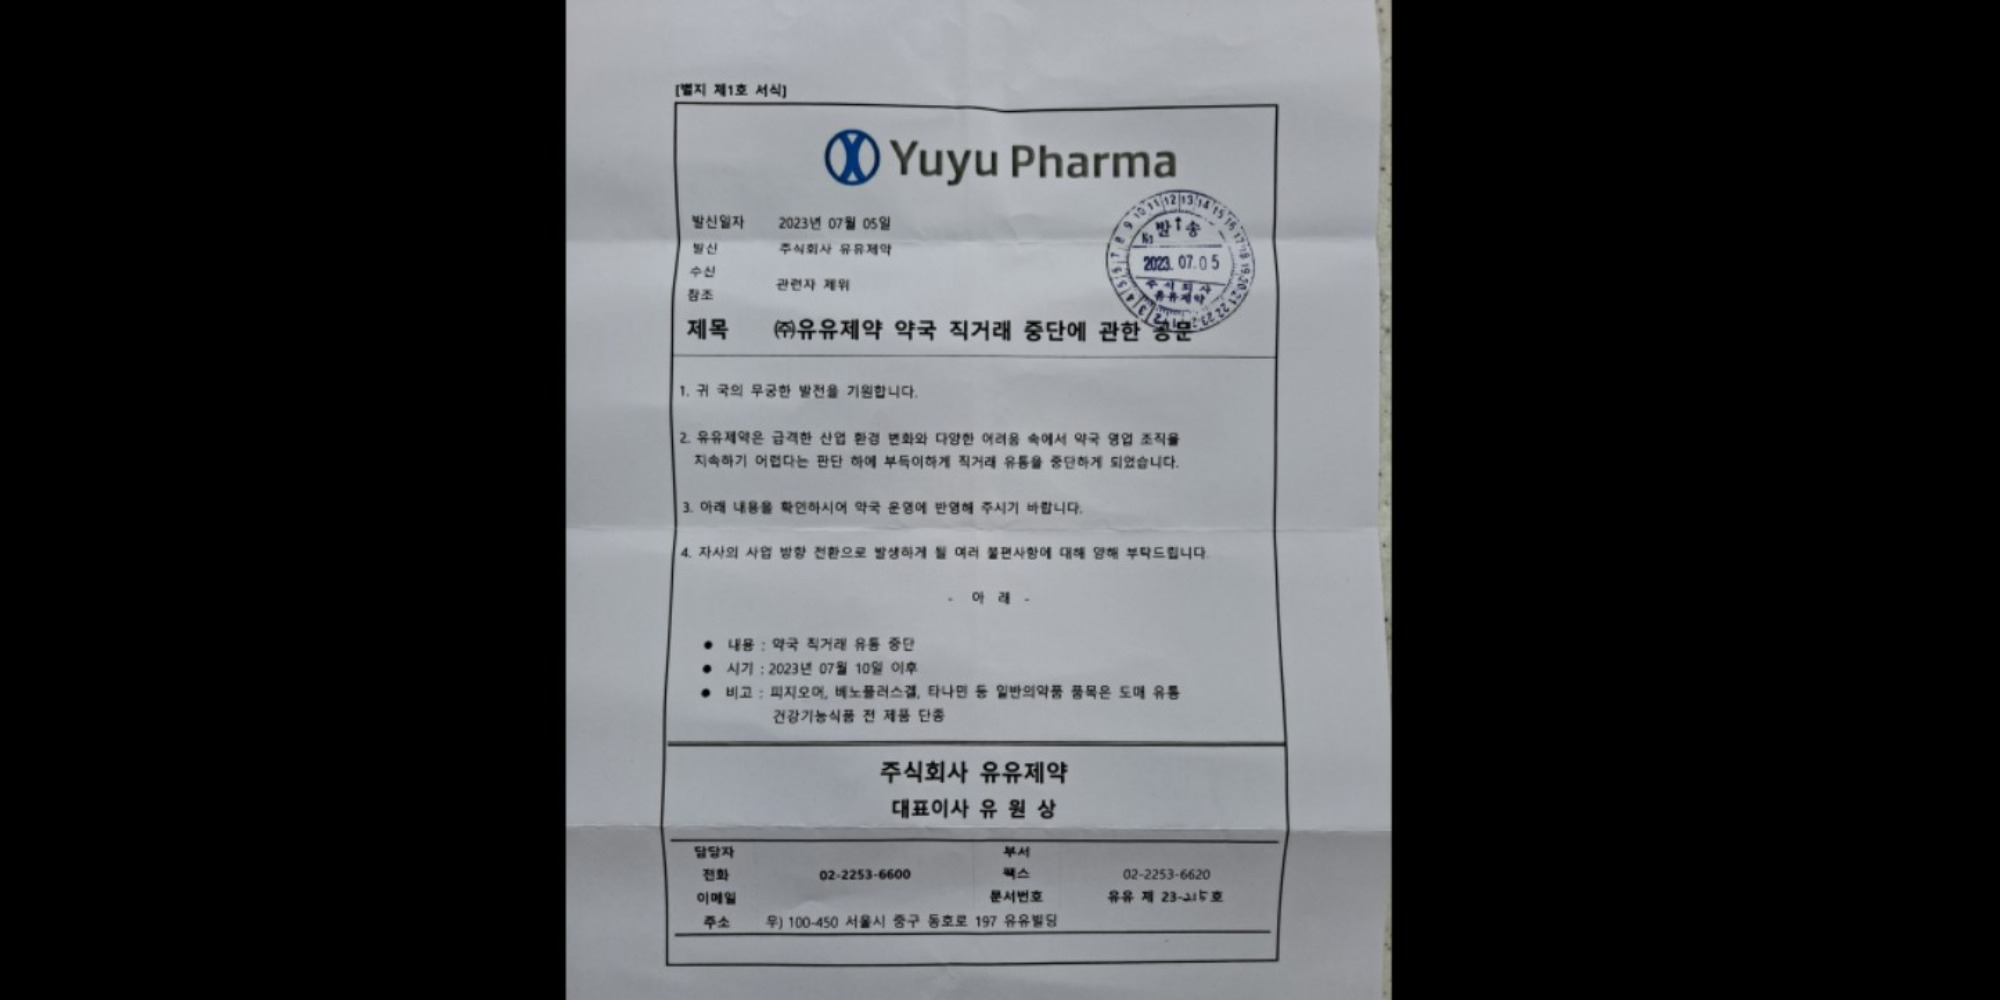 [별지 제1호 서식]
Yuyu Pharma
발신일자 2023년 07월 05일
발신 주식회사 유유제약
수신
관련자 제위
참조
№ 발송
2023. 07. 05
주식회사
유유제약
제목 ㈜유유제약 약국 직거래 중단에 관한 공문
1. 귀 국의 무궁한 발전을 기원합니다.
2. 유유제약은 급격한 산업 환경 변화와 다양한 어려움 속에서 약국 영업 조직을
지속하기 어렵다는 판단 하에 부득이하게 직거래 유통을 중단하게 되었습니다.
3. 아래 내용을 확인하시어 약국 운영에 반영해 주시기 바랍니다.
4. 자사의 사업 방향 전환으로 발생하게 될 여러 불편사항에 대해 양해 부탁드립니다.
- 아 래 -
● 내용 : 약국 직거래 유통 중단
● 시기 : 2023년 07월 10일 이후
● 비고 : 피지오머, 베노플러스겔, 타나민 등 일반의약품 품목은 도매 유통
건강기능식품 전 제품 단종
주식회사 유유제약
대표이사 유 원 상
담당자 부서
전화 02-2253-6600 팩스 02-2253-6620
이메일 문서번호 유유 제 23-215호
주소 우) 100-450 서울시 중구 동호로 197 유유빌딩